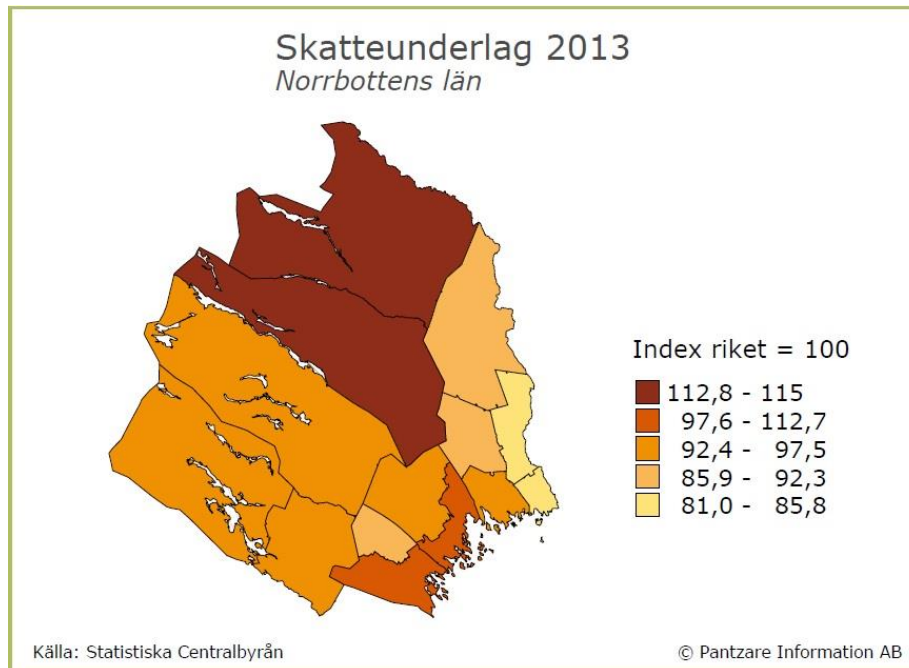 Skatteunderlag 2013
Norrbottens län
Index riket = 100
112,8 - 115
97,6 - 112,7
92,4 - 97,5
85,9 - 92,3
81,0 - 85,8
Källa: Statistiska Centralbyrån
© Pantzare Information AB